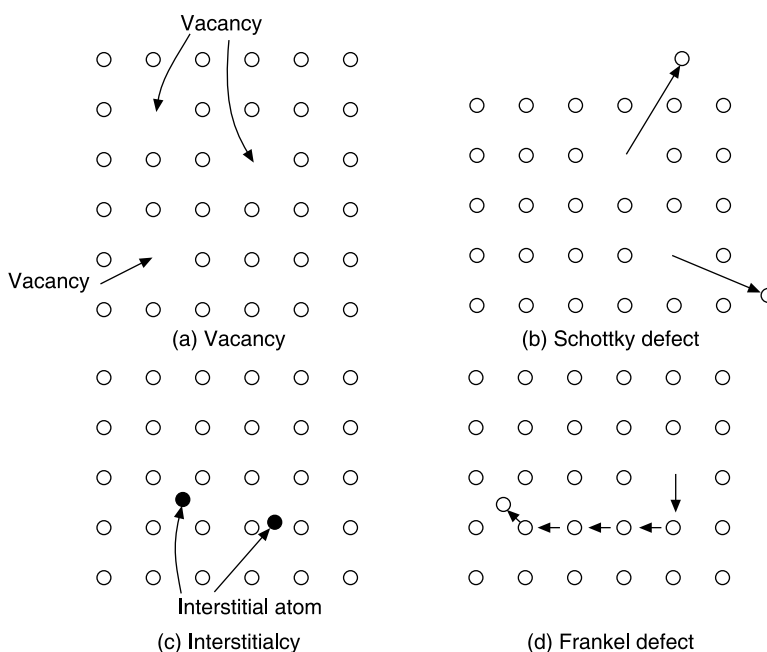 Vacancy
Vacancy
(a) Vacancy
(b) Schottky defect
Interstitial atom
(c) Interstitialcy
(d) Frankel defect